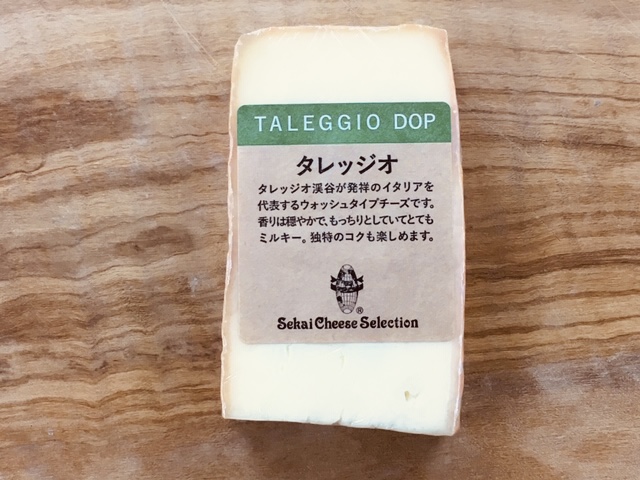 TALEGGIO DOP
タレッジオ
タレッジオ渓谷が発祥のイタリアを
代表するウォッシュタイプチーズです。
香りは穏やかで、もっちりとしていてとても
ミルキー。独特のコクも楽しめます。
®
Sekai Cheese Selection